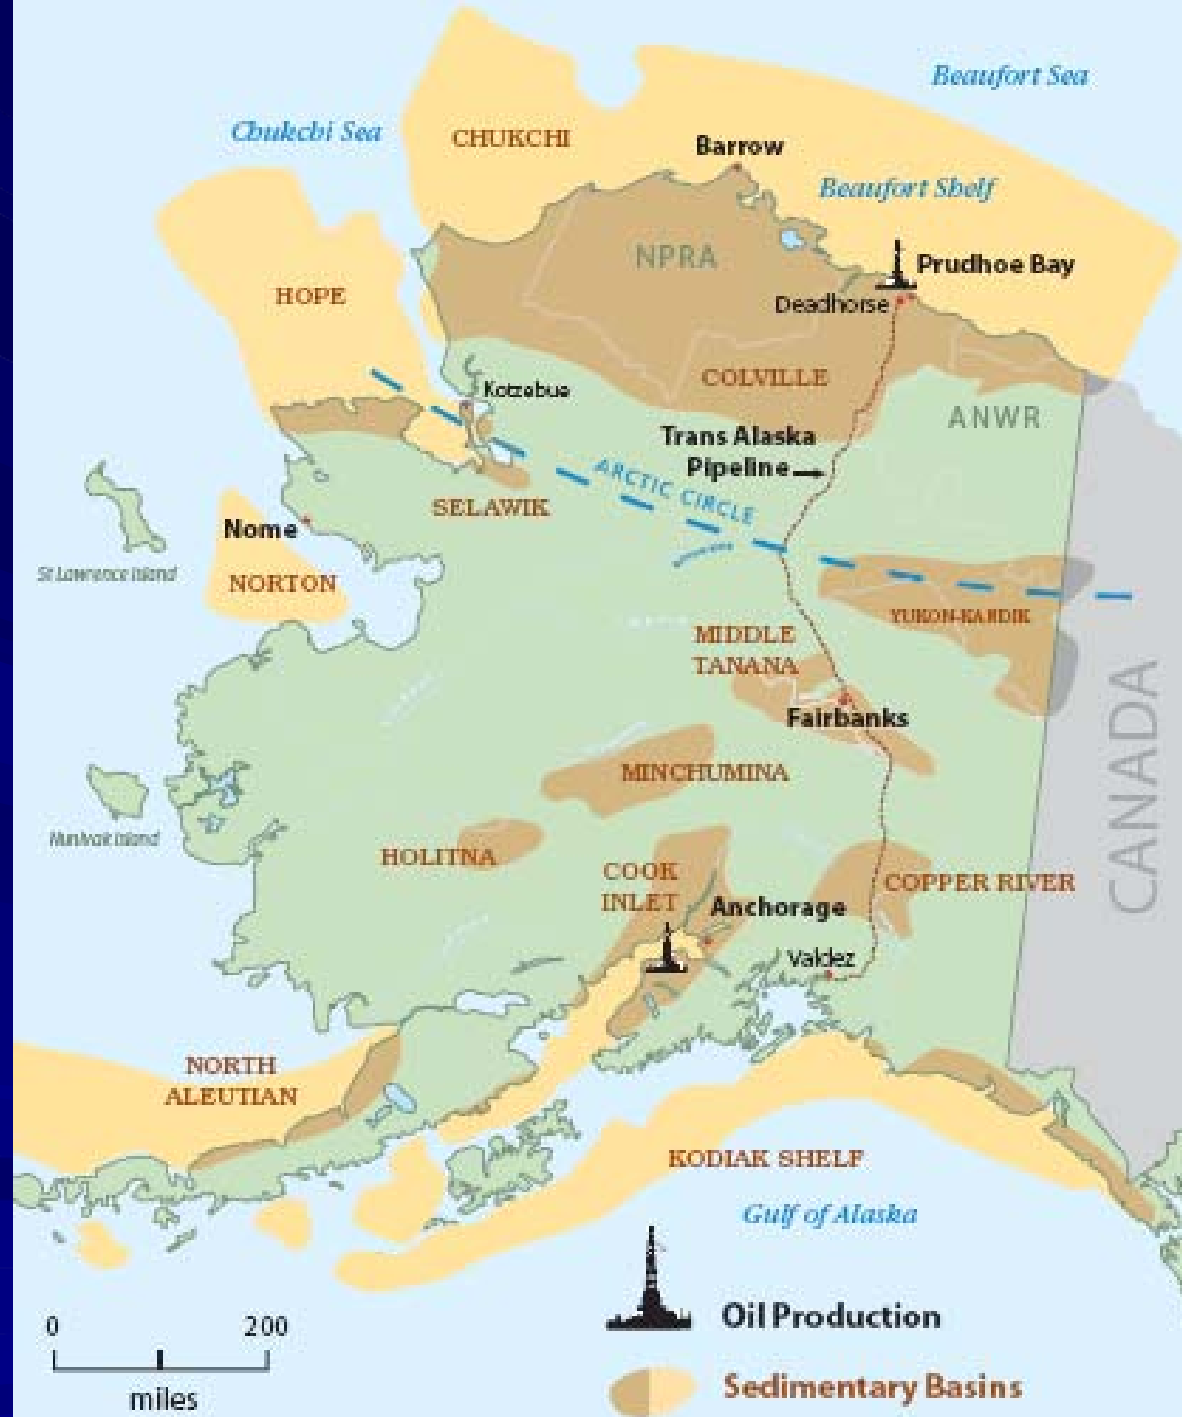 Beaufort Sea
Chukchi Sea
CHUKCHI
Barrow
Beaufort Shelf
NPRA
Prudhoe Bay
HOPE
Deadhorse
COLVILLE
Kotzebue
ANWR
Trans Alaska
Pipeline
ARCTIC CIRCLE
SELAWIK
Nome
St Lawrence Island
NORTON
YUKON-KARDIK
MIDDLE
TANANA
Fairbanks
MINCHUMINA
CANADA
Nunivak Island
HOLITNA
COOK
INLET
COPPER RIVER
Anchorage
Valdez
NORTH
ALEUTIAN
KODIAK SHELF
Gulf of Alaska
0 200
miles
Oil Production
Sedimentary Basins